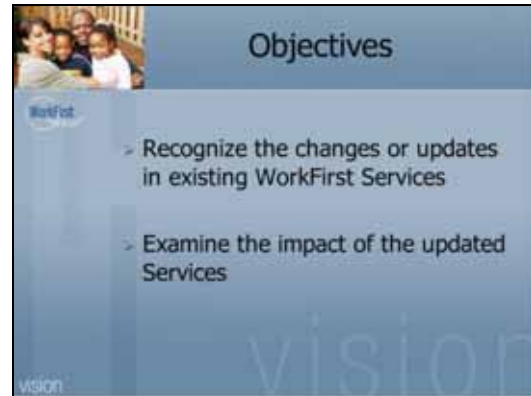 Objectives
WorkFirst
> Recognize the changes or updates
in existing WorkFirst Services
> Examine the impact of the updated
Services
vision
vision